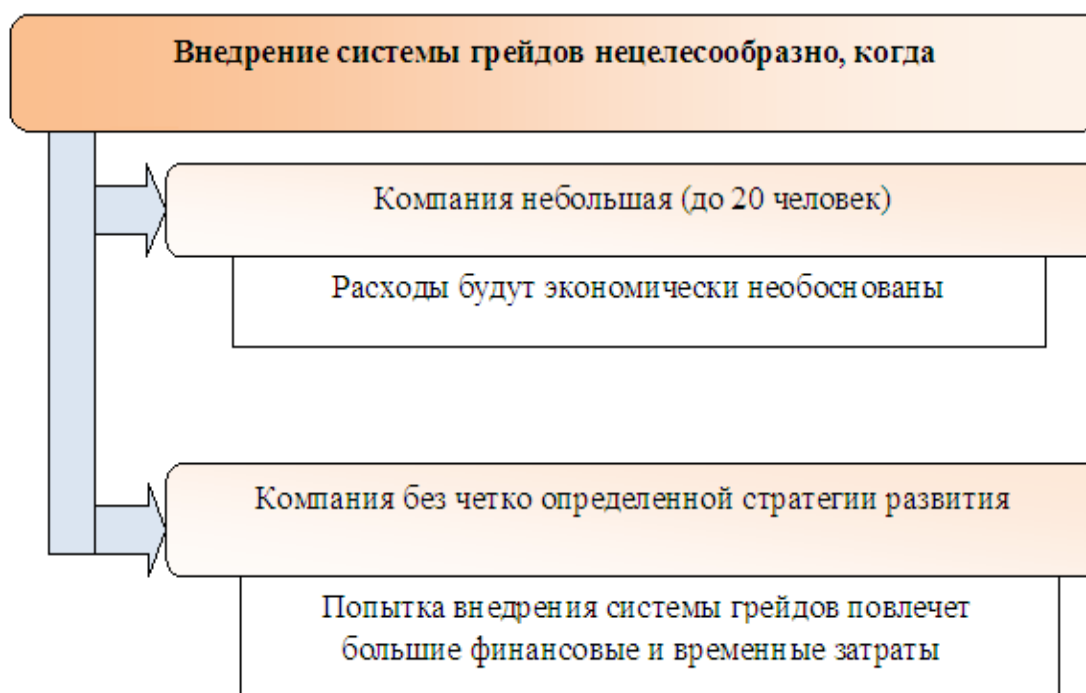 Внедрение системы грейдов нецелесообразно, когда
Компания небольшая (до 20 человек)
Расходы будут экономически необоснованы
Компания без четко определенной стратегии развития
Попытка внедрения системы грейдов повлечет
большие финансовые и временные затраты